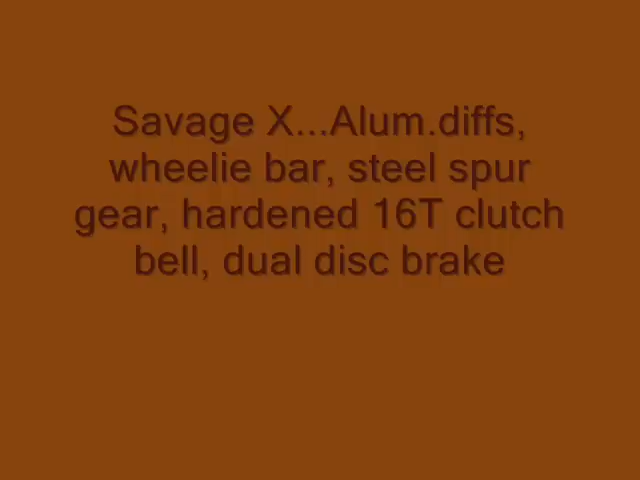 Savage X...Alum.diffs,
wheelie bar, steel spur
gear, hardened 16T clutch
bell, dual disc brake